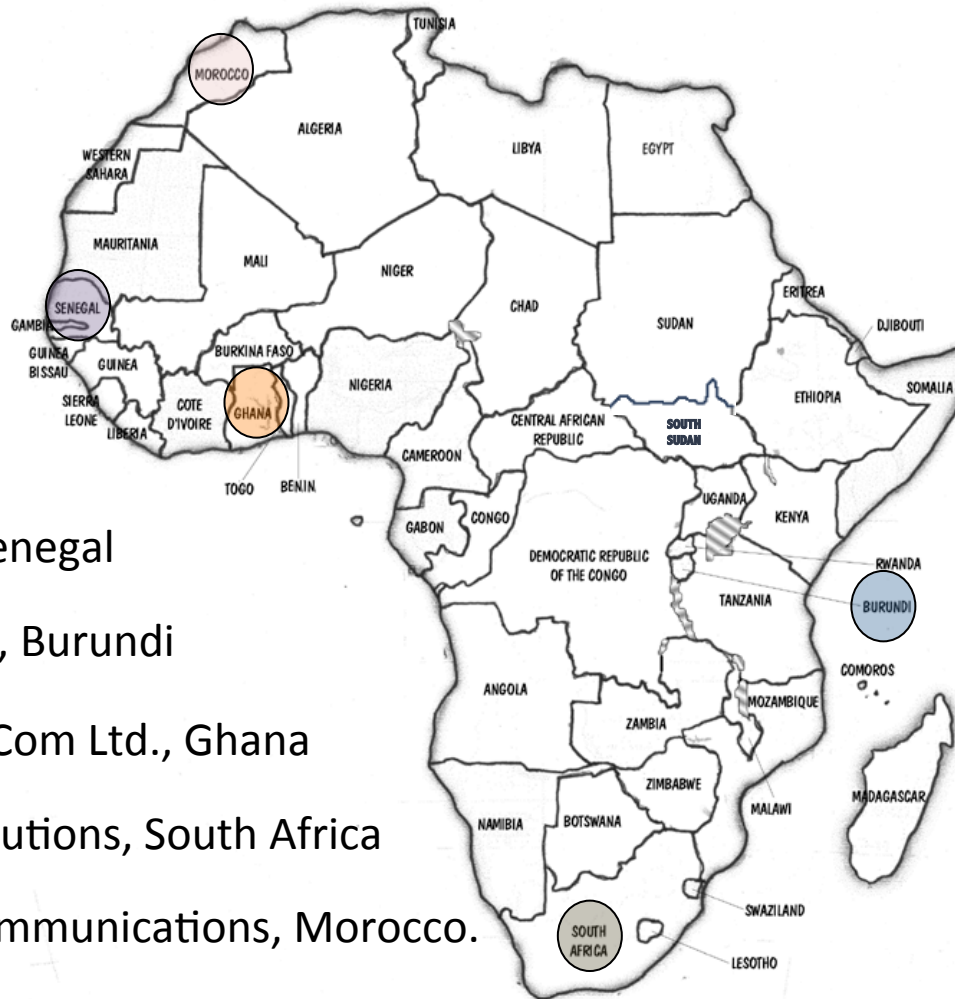 TUNISIA
MOROCCO
ALGERIA
LIBYA
EGYPT
WESTERN
SAHARA
MAURITANIA
MALI
NIGER
CHAD
SUDAN
ERITREA
SENEGAL
GAMBIA
DJIBOUTI
GUINEA
BISSAU
GUINEA
BURKINA FASO
NIGERIA
ETHIOPIA
SOMALIA
SIERRA
LEONE
COTE
D'IVOIRE
GHANA
CENTRAL AFRICAN
REPUBLIC
SOUTH
SUDAN
LIBERIA
CAMEROON
TOGO
BENIN
UGANDA
KENYA
GABON
CONGO
enegal
DEMOCRATIC REPUBLIC
OF THE CONGO
RWANDA
TANZANIA
BURUNDI
, Burundi
COMOROS
ANGOLA
MOZAMBIQUE
ZAMBIA
Com Ltd., Ghana
ZIMBABWE
MALAWI
MADAGASCAR
NAMIBIA
BOTSWANA
utions, South Africa
SWAZILAND
mmunications, Morocco.
SOUTH
AFRICA
LESOTHO